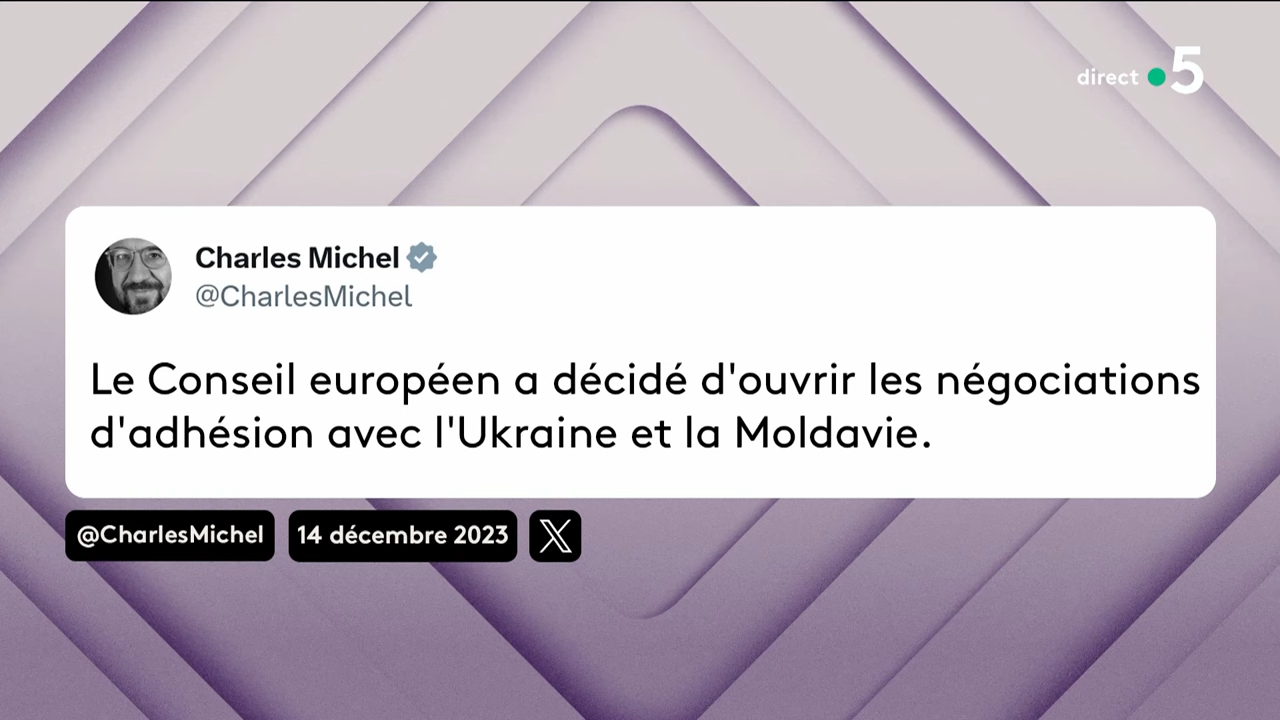 direct 5
Charles Michel
@CharlesMichel
Le Conseil européen a décidé d'ouvrir les négociations
d'adhésion avec l'Ukraine et la Moldavie.
@CharlesMichel 14 décembre 2023 X